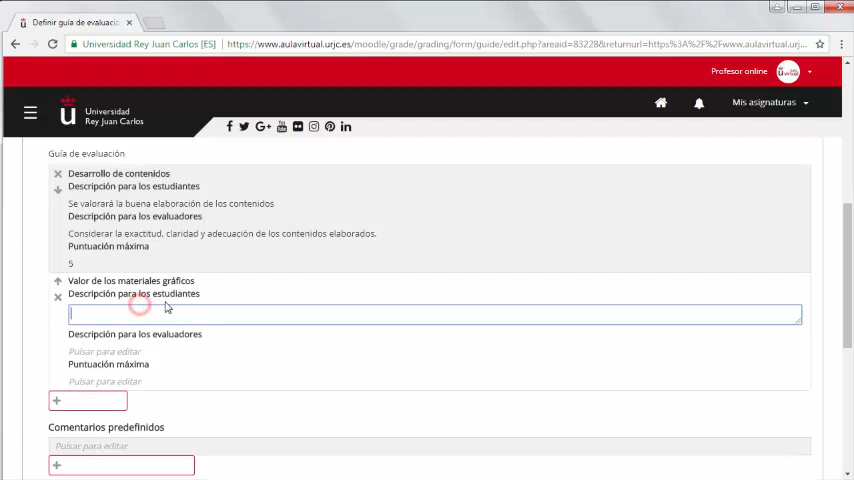 Definir guía de evaluació
Universidad Rey Juan Carlos [ES]
https://www.aulavirtual.urjc.es/moodle/grade/grading/form/guide/edit.php?areaid=83228&returnurl=https%3A%2F%2Fwww.aulavirtual.urj...
Profesor online
Universidad
Rey Juan Carlos
Mis asignaturas
Guía de evaluación
Desarrollo de contenidos
Descripción para los estudiantes
Se valorará la buena elaboración de los contenidos
Descripción para los evaluadores
Considerar la exactitud, claridad y adecuación de los contenidos elaborados.
Puntuación máxima
5
Valor de los materiales gráficos
Descripción para los estudiantes
Descripción para los evaluadores
Pulsar para editar
Puntuación máxima
Pulsar para editar
Comentarios predefinidos
Pulsar para editar